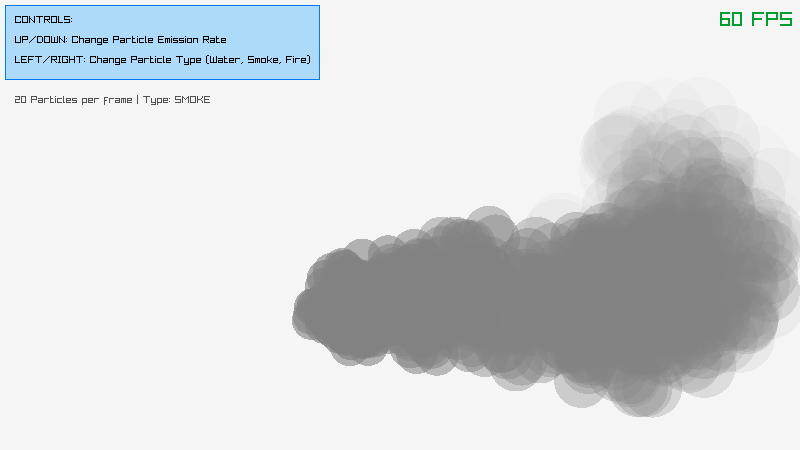 CONTROLS:
UP/DOWN: Change Particle Emission Rate
LEFT/RIGHT: Change Particle Type (Water, Smoke, Fire)
20 Particles per frame | Type: SMOKE
60 FPS